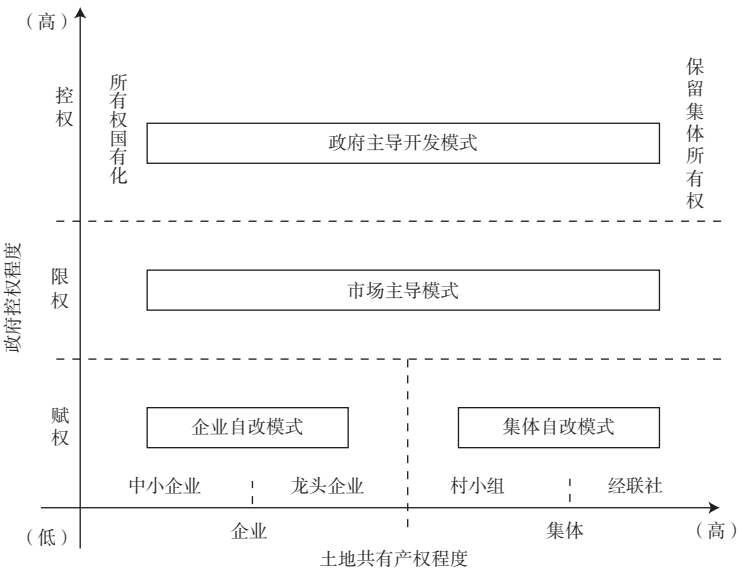 （高）
控权
所有权国有化
政府主导开发模式
保留集体所有权
政府控权程度
限权
市场主导模式
赋权
企业自改模式
集体自改模式
中小企业
龙头企业
村小组
经联社
（低）
企业
集体
（高）
土地共有产权程度